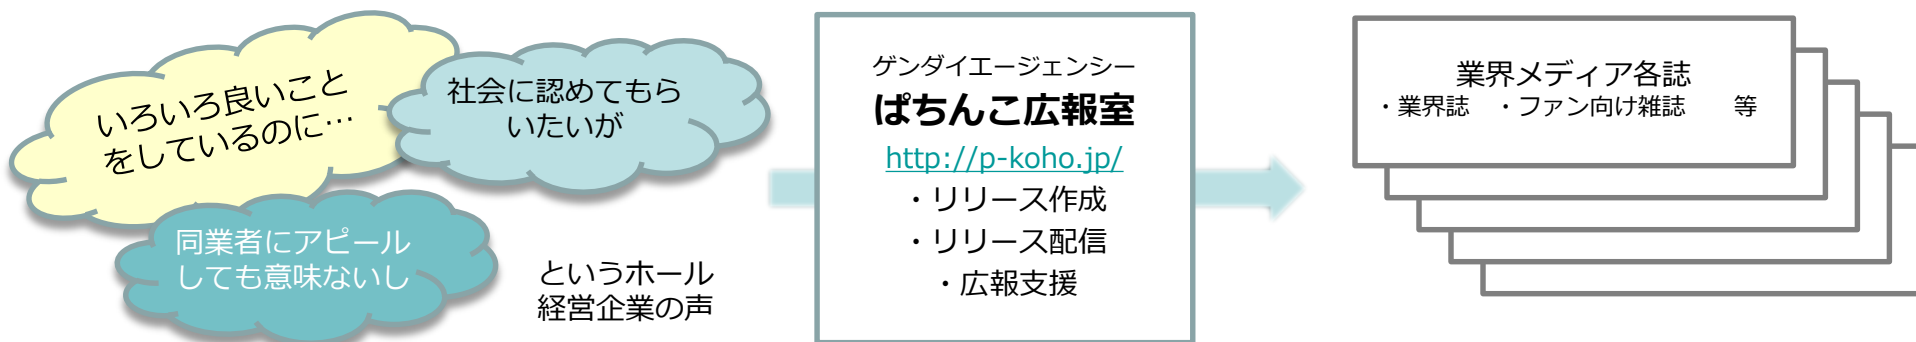 いろいろ良いこと
をしているのに…
社会に認めてもら
いたいが
同業者にアピール
しても意味ないし
というホール
経営企業の声
ゲンダイエージェンシー
ぱちんこ広報室
http://p-koho.jp/
・リリース作成
・リリース配信
・広報支援
業界メディア各誌
・業界誌　・ファン向け雑誌　　等